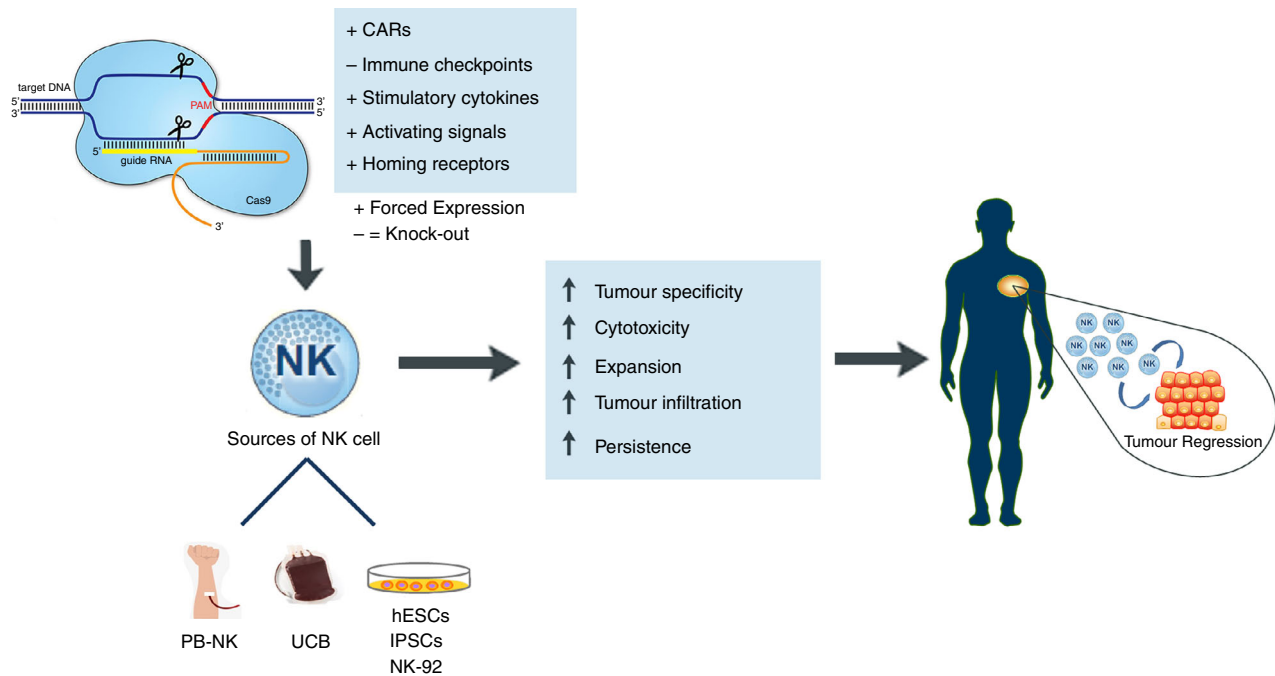 target DNA
5’
3’
3’
5’
PAM
5’
guide RNA
Cas9
3’
+ CARs
– Immune checkpoints
+ Stimulatory cytokines
+ Activating signals
+ Homing receptors
+ Forced Expression
– = Knock-out
NK
Sources of NK cell
PB-NK
UCB
hESCs
IPSCs
NK-92
Tumour specificity
Cytotoxicity
Expansion
Tumour infiltration
Persistence
NK NK
NK NK NK
NK NK NK
Tumour Regression